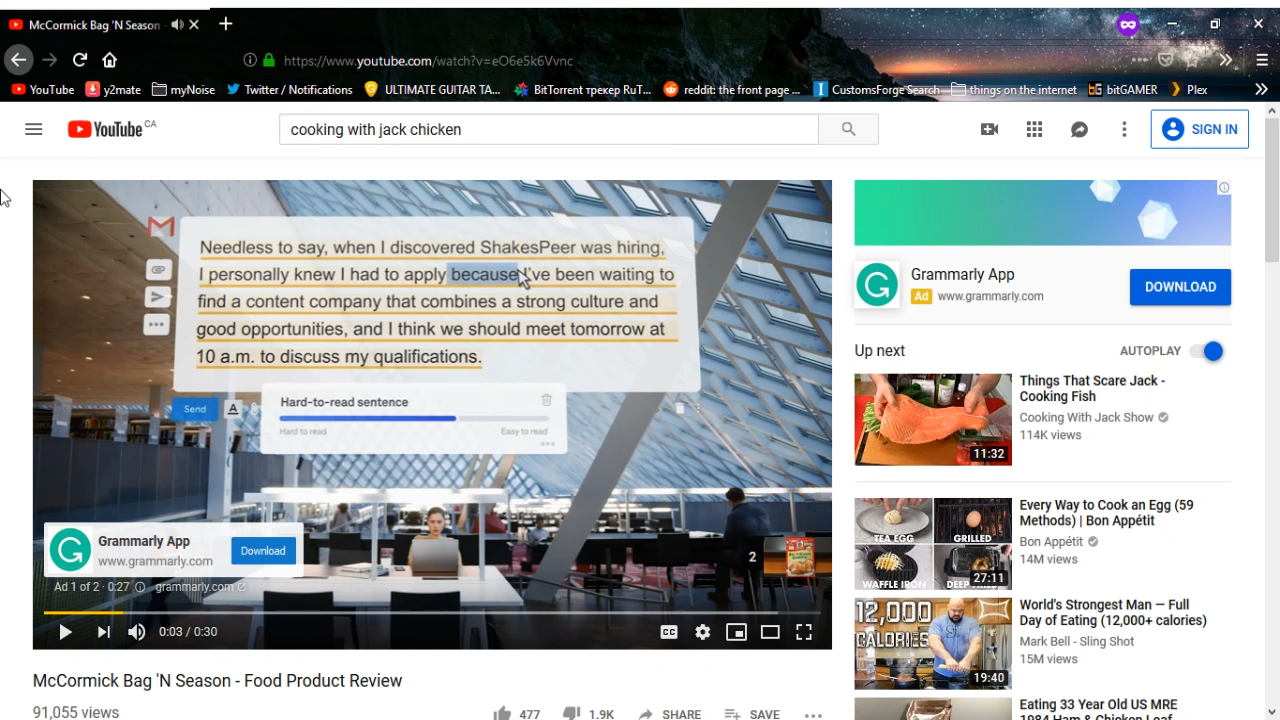 McCormick Bag 'N Season
https://www.youtube.com/watch?v=eO6e5k6Vvnc
YouTube
y2mate
myNoise
Twitter / Notifications
ULTIMATE GUITAR TA...
BitTorrent трекер RuT...
reddit: the front page ...
CustomsForge Search
things on the internet
bitGAMER
Plex
YouTube CA
cooking with jack chicken
SIGN IN
Needless to say, when I discovered ShakesPeer was hiring,
I personally knew I had to apply because I've been waiting to
find a content company that combines a strong culture and
good opportunities, and I think we should meet tomorrow at
10 a.m. to discuss my qualifications.
Send
A
Hard-to-read sentence
Hard to read
Easy to read
Grammarly App
www.grammarly.com
Download
2
Ad 1 of 2 · 0:27
grammarly.com
0:03 / 0:30
CC
McCormick Bag 'N Season - Food Product Review
91,055 views
477
1.9K
SHARE
SAVE
Grammarly App
Ad www.grammarly.com
DOWNLOAD
Up next
AUTOPLAY
Things That Scare Jack -
Cooking Fish
Cooking With Jack Show
114K views
11:32
Every Way to Cook an Egg (59
Methods) | Bon Appétit
Bon Appétit
14M views
TEA EGG
GRILLED
WAFFLE IRON
27:11
World's Strongest Man — Full
Day of Eating (12,000+ calories)
Mark Bell - Sling Shot
15M views
12,000
CALORIES
19:40
Eating 33 Year Old US MRE
1984 Ham & Chicken Loaf